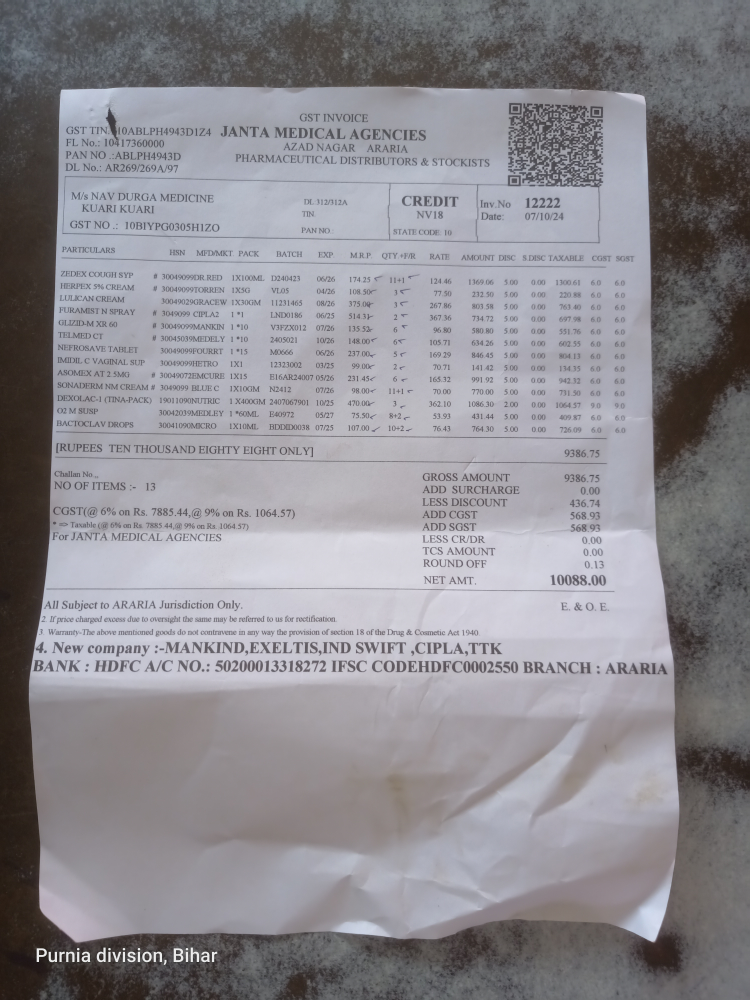 GST INVOICE
GST TIN: 10ABLPH4943D1Z4 JANTA MEDICAL AGENCIES
FL No.: 10417360000 AZAD NAGAR ARARIA
PAN NO .:ABLPH4943D PHARMACEUTICAL DISTRIBUTORS & STOCKISTS
DL No.: AR269/269A/97
M/s NAV DURGA MEDICINE DL 312/312A CREDIT Inv.No 12222
KUARI KUARI TIN NV18 Date: 07/10/24
GST NO .: 10BIYPG0305H1ZO PAN NO STATE CODE 10
PARTICULARS HSN MFD/MKT PACK BATCH EXP. M.R.P. QTY +F/R RATE AMOUNT DISC S.DISC TAXABLE CGST SGST
ZEDEX COUGH SYP # 30049099 DR.RED 1X100ML D240423 06/26 174.25 11+1 124.46 1369.06 5.00 0.00 1300.61 6.0 6.0
HERPEX 5% CREAM # 30049099 TORREN 1X5G VL05 04/26 108.50 3 77.50 232.50 5.00 0.00 220.88 6.0 6.0
LULICAN CREAM 30049029 GRACEW 1X30GM 11231465 08/26 375.00 3 267.86 803.58 5.00 0.00 763.40 6.0 6.0
FURAMIST N SPRAY # 3049099 CIPLA2 1 *1 LND0186 06/25 514.31 2 367.36 734.72 5.00 0.00 697.98 6.0 6.0
GLIZID-M XR 60 # 30049099 MANKIN 1 *10 V3FZX012 07/26 135.52 6 96.80 580.80 5.00 0.00 551.76 6.0 6.0
TELMED CT # 30045039 MEDELY 1 *10 2405021 10/26 148.00 6 105.71 634.26 5.00 0.00 602.55 6.0 6.0
NEFROSAVE TABLET 30049099 FOURRT 1 *15 M0666 06/26 237.00 5 169.29 846.45 5.00 0.00 804.13 6.0 6.0
IMIDIL C VAGINAL SUP 30049099 HETRO 1X1 12323002 03/25 99.00 2 70.71 141.42 5.00 0.00 134.35 6.0 6.0
ASOMEX AT 2.5MG # 30049072 EMCURE 1X15 E16AR24007 05/26 231.45 6 165.32 991.92 5.00 0.00 942.32 6.0 6.0
SONADERM NM CREAM # 3049099 BLUE C 1X10GM N2412 07/26 98.00 11+1 70.00 770.00 5.00 0.00 731.50 6.0 6.0
DEXOLAC-1 (TINA-PACK) 19011090 NUTRIC 1 X400GM 2407067901 10/25 470.00 3 362.10 1086.30 2.00 0.00 1064.57 9.0 9.0
O2 M SUSP 30042039 MEDLEY 1 *60ML E40972 05/27 75.50 8+2 53.93 431.44 5.00 0.00 409.87 6.0 6.0
BACTOCLAV DROPS 30041090 MICRO 1X10ML BDDID0038 07/25 107.00 10+2 76.43 764.30 5.00 0.00 726.09 6.0 6.0
[RUPEES TEN THOUSAND EIGHTY EIGHT ONLY] 9386.75
Challan No ..
NO OF ITEMS :- 13
CGST(@ 6% on Rs. 7885.44,@ 9% on Rs. 1064.57)
* => Taxable (@ 6% on Rs. 7885.44,@ 9% on Rs. 1064.57)
For JANTA MEDICAL AGENCIES
GROSS AMOUNT 9386.75
ADD SURCHARGE 0.00
LESS DISCOUNT 436.74
ADD CGST 568.93
ADD SGST 568.93
LESS CR/DR 0.00
TCS AMOUNT 0.00
ROUND OFF 0.13
NET AMT. 10088.00
All Subject to ARARIA Jurisdiction Only. E. & O. E.
2. If price charged excess due to oversight the same may be referred to us for rectification.
3. Warranty-The above mentioned goods do not contravene in any way the provision of section 18 of the Drug & Cosmetic Act 1940.
4. New company :-MANKIND,EXELTIS,IND SWIFT ,CIPLA,TTK
BANK : HDFC A/C NO.: 50200013318272 IFSC CODEHDFC0002550 BRANCH : ARARIA
Purnia division, Bihar